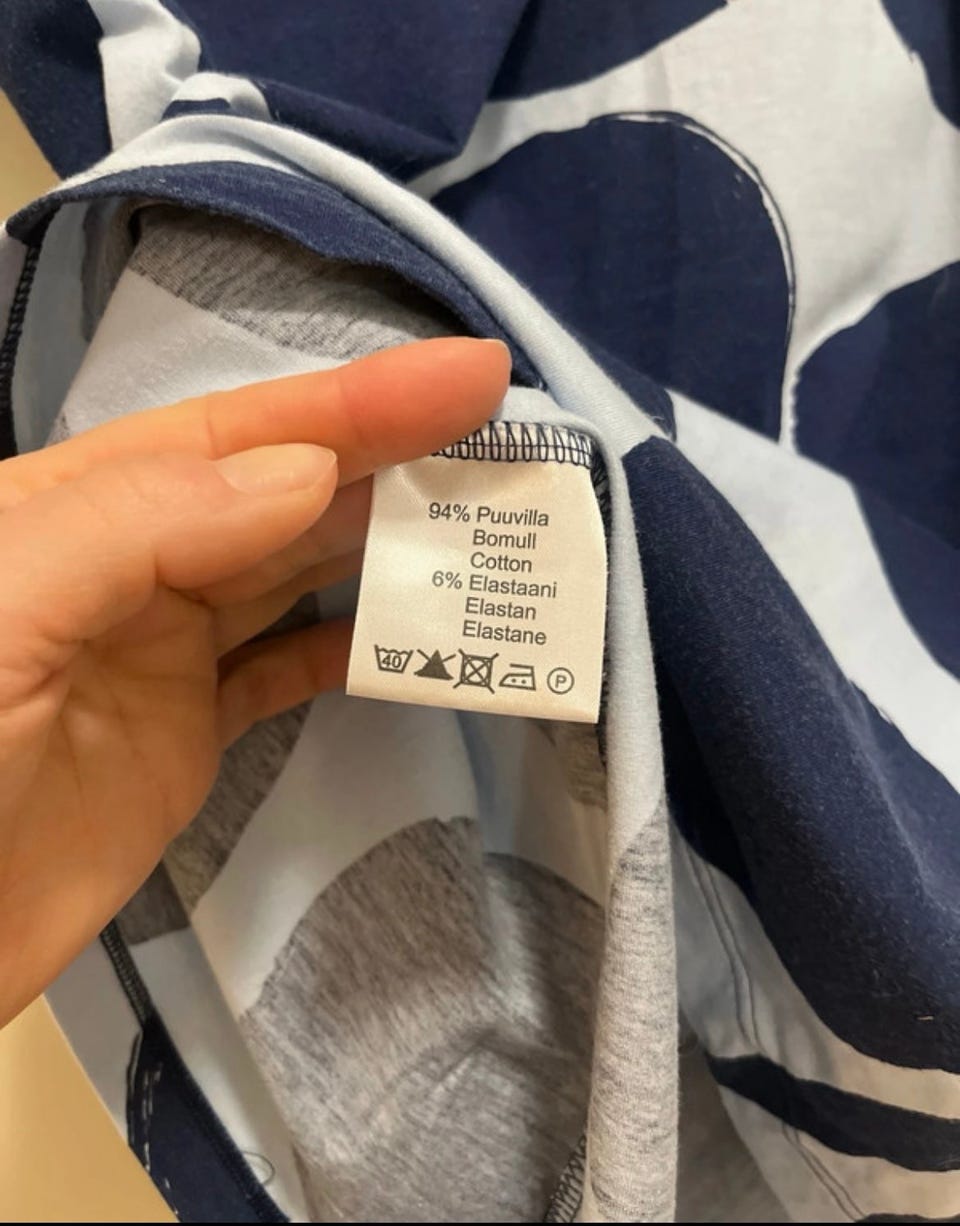 94% Puuvilla
Bomull
Cotton
6% Elastaani
Elastan
Elastane
40 P